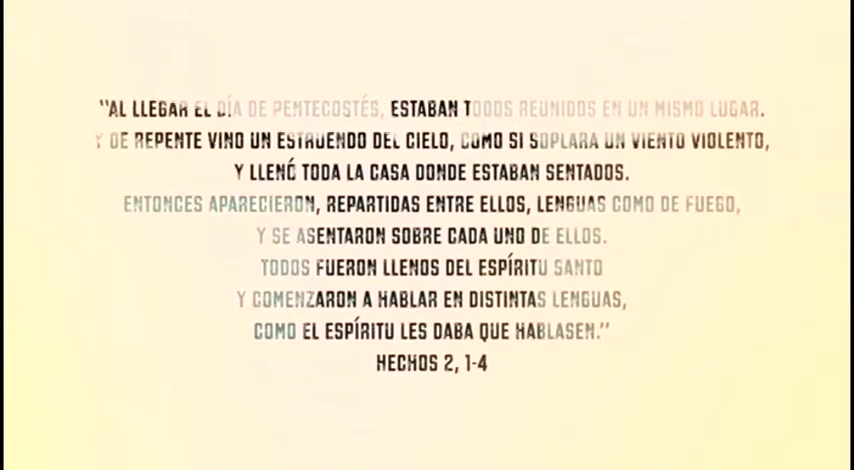 "AL LLEGAR EL DÍA DE PENTECOSTÉS, ESTABAN TODOS REUNIDOS EN UN MISMO LUGAR.
Y DE REPENTE VINO UN ESTRUENDO DEL CIELO, COMO SI SOPLARA UN VIENTO VIOLENTO,
Y LLENÓ TODA LA CASA DONDE ESTABAN SENTADOS.
ENTONCES APARECIERON, REPARTIDAS ENTRE ELLOS, LENGUAS COMO DE FUEGO,
Y SE ASENTARON SOBRE CADA UNO DE ELLOS.
TODOS FUERON LLENOS DEL ESPÍRITU SANTO
Y COMENZARON A HABLAR EN DISTINTAS LENGUAS,
COMO EL ESPÍRITU LES DABA QUE HABLASEN."
HECHOS 2, 1-4